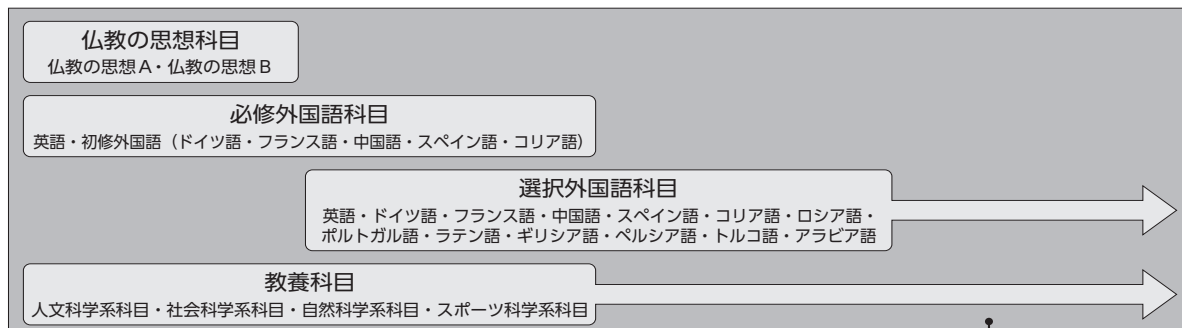 仏教の思想科目
仏教の思想A・仏教の思想B
必修外国語科目
英語・初修外国語（ドイツ語・フランス語・中国語・スペイン語・コリア語）
選択外国語科目
英語・ドイツ語・フランス語・中国語・スペイン語・コリア語・ロシア語・
ポルトガル語・ラテン語・ギリシア語・ペルシア語・トルコ語・アラビア語
教養科目
人文科学系科目・社会科学系科目・自然科学系科目・スポーツ科学系科目